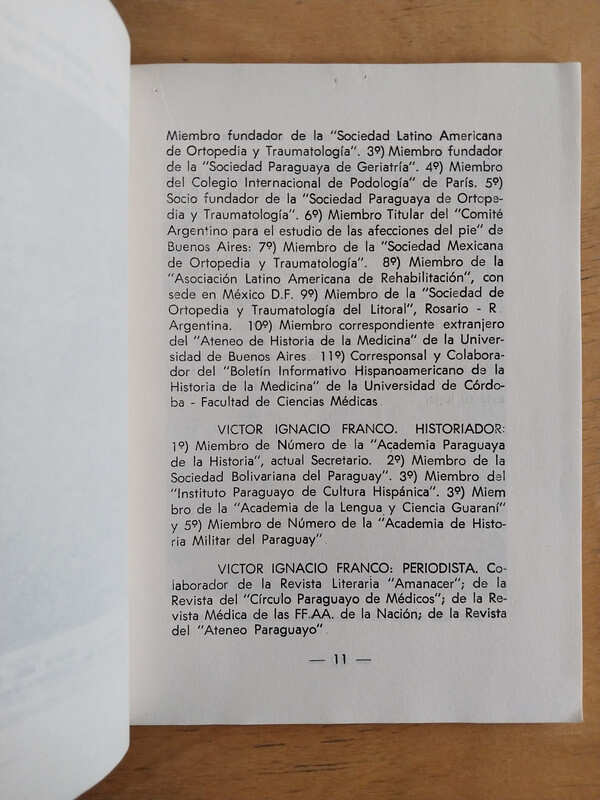 Miembro fundador de la "Sociedad Latino Americana
de Ortopedia y Traumatología". 3º) Miembro fundador
de la "Sociedad Paraguaya de Geriatría". 4º) Miembro
del Colegio Internacional de Podología" de París. 5º)
Socio fundador de la "Sociedad Paraguaya de Ortope-
dia y Traumatología". 6º) Miembro Titular del "Comité
Argentino para el estudio de las afecciones del pie" de
Buenos Aires: 7º) Miembro de la "Sociedad Mexicana
de Ortopedia y Traumatología". 8º) Miembro de la
"Asociación Latino Americana de Rehabilitación", con
sede en México D.F. 9º) Miembro de la "Sociedad de
Ortopedia y Traumatología del Litoral", Rosario - R.
Argentina. 10º) Miembro correspondiente extranjero
del "Ateneo de Historia de la Medicina" de la Univer-
sidad de Buenos Aires. 11º) Corresponsal y Colabora-
dor del "Boletín Informativo Hispanoamericano de la
Historia de la Medicina" de la Universidad de Córdo-
ba - Facultad de Ciencias Médicas.
VICTOR IGNACIO FRANCO. HISTORIADOR:
1º) Miembro de Número de la "Academia Paraguaya
de la Historia", actual Secretario. 2º) Miembro de la
Sociedad Bolivariana del Paraguay". 3º) Miembro del
"Instituto Paraguayo de Cultura Hispánica". 3º) Miem
bro de la "Academia de la Lengua y Ciencia Guaraní"
y 5º) Miembro de Número de la "Academia de Histo-
ria Militar del Paraguay".
VICTOR IGNACIO FRANCO: PERIODISTA. Co-
laborador de la Revista Literaria "Amanacer"; de la
Revista del "Círculo Paraguayo de Médicos"; de la Re-
vista Médica de las FF.AA. de la Nación; de la Revista
del "Ateneo Paraguayo".
— 11 —